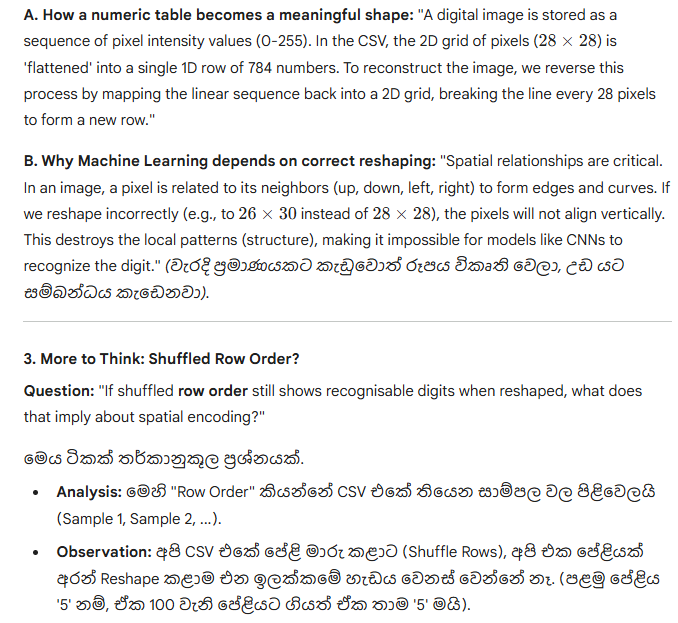 A. How a numeric table becomes a meaningful shape: "A digital image is stored as a
sequence of pixel intensity values (0-255). In the CSV, the 2D grid of pixels (28 × 28) is
'flattened' into a single 1D row of 784 numbers. To reconstruct the image, we reverse this
process by mapping the linear sequence back into a 2D grid, breaking the line every 28 pixels
to form a new row."
B. Why Machine Learning depends on correct reshaping: "Spatial relationships are critical.
In an image, a pixel is related to its neighbors (up, down, left, right) to form edges and curves. If
we reshape incorrectly (e.g., to 26 × 30 instead of 28 × 28), the pixels will not align vertically.
This destroys the local patterns (structure), making it impossible for models like CNNs to
recognize the digit." (වැරදි ප්‍රමාණයකට කැඩුවොත් රූපය විකෘති වෙලා, උඩ යට
සම්බන්ධය කැඩෙනවා).
3. More to Think: Shuffled Row Order?
Question: "If shuffled row order still shows recognisable digits when reshaped, what does
that imply about spatial encoding?"
මෙය ටිකක් තර්කානුකූල ප්‍රශ්නයක්.
• Analysis: මෙහි "Row Order" කියන්නේ CSV එකේ තියෙන සාම්පල වල පිළිවෙලයි
(Sample 1, Sample 2, ...).
• Observation: අපි CSV එකේ පේළි මාරු කළාට (Shuffle Rows), අපි එක පේළියක්
අරන් Reshape කළාම එන ඉලක්කමේ හැඩය වෙනස් වෙන්නේ නෑ. (පළමු පේළිය
'5' නම්, ඒක 100 වැනි පේළියට ගියත් ඒක තාම '5' මයි).